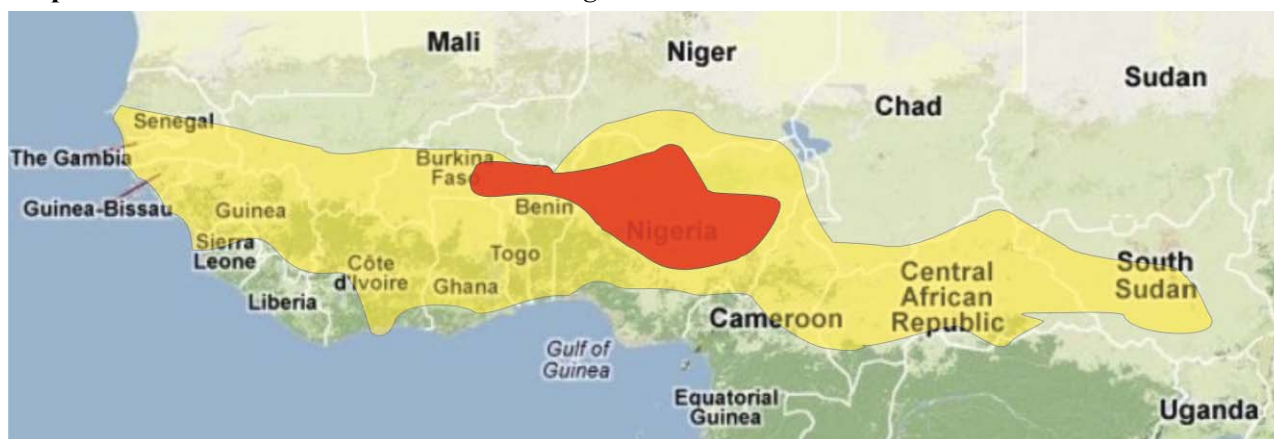 Mali
Niger
Sudan
Chad
Senegal
The Gambia
Burkina
Faso
Guinea-Bissau
Guinea
Benin
Nigeria
Sierra
Leone
Togo
Côte
d'Ivoire
Ghana
Liberia
Central
African
Republic
South
Sudan
Cameroon
Gulf of
Guinea
Equatorial
Guinea
Uganda